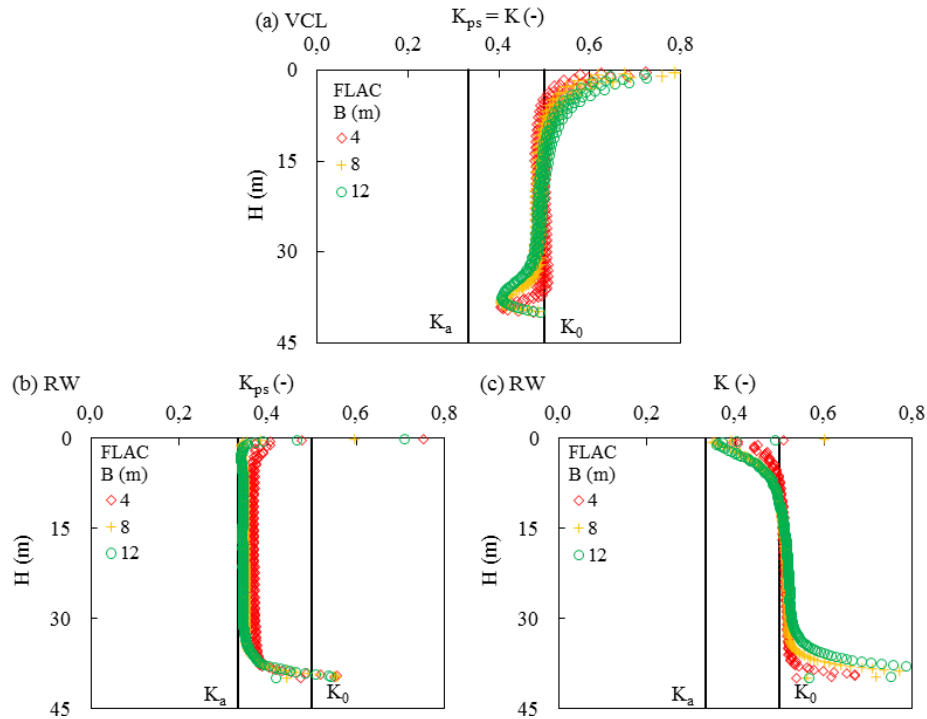 (a) VCL
K_ps = K (-)
0,0 0,2 0,4 0,6 0,8
0
15
30
45
H (m)
FLAC
B (m)
4
8
12
K_a
K_0
(b) RW
K_ps (-)
0,0 0,2 0,4 0,6 0,8
0
15
30
45
H (m)
FLAC
B (m)
4
8
12
K_a
K_0
(c) RW
K (-)
0,0 0,2 0,4 0,6 0,8
0
15
30
45
H (m)
FLAC
B (m)
4
8
12
K_a
K_0